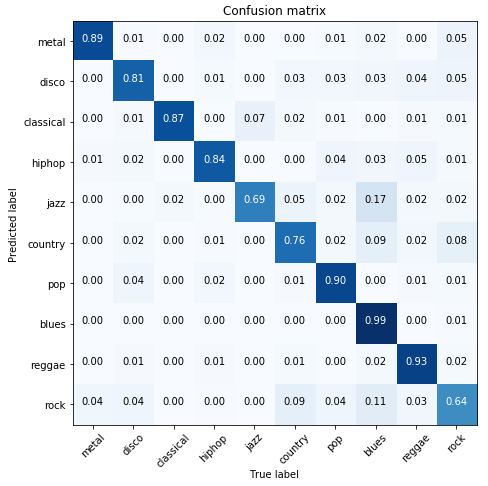 Confusion matrix
metal 0.89 0.01 0.00 0.02 0.00 0.00 0.01 0.02 0.00 0.05
disco 0.00 0.81 0.00 0.01 0.00 0.03 0.03 0.03 0.04 0.05
classical 0.00 0.01 0.87 0.00 0.07 0.02 0.01 0.00 0.01 0.01
hiphop 0.01 0.02 0.00 0.84 0.00 0.00 0.04 0.03 0.05 0.01
jazz 0.00 0.00 0.02 0.00 0.69 0.05 0.02 0.17 0.02 0.02
country 0.00 0.02 0.00 0.01 0.00 0.76 0.02 0.09 0.02 0.08
pop 0.00 0.04 0.00 0.02 0.00 0.01 0.90 0.00 0.01 0.01
blues 0.00 0.00 0.00 0.00 0.00 0.00 0.00 0.99 0.00 0.01
reggae 0.00 0.01 0.00 0.01 0.00 0.01 0.00 0.02 0.93 0.02
rock 0.04 0.04 0.00 0.00 0.00 0.09 0.04 0.11 0.03 0.64
metal disco classical hiphop jazz country pop blues reggae rock
True label
Predicted label